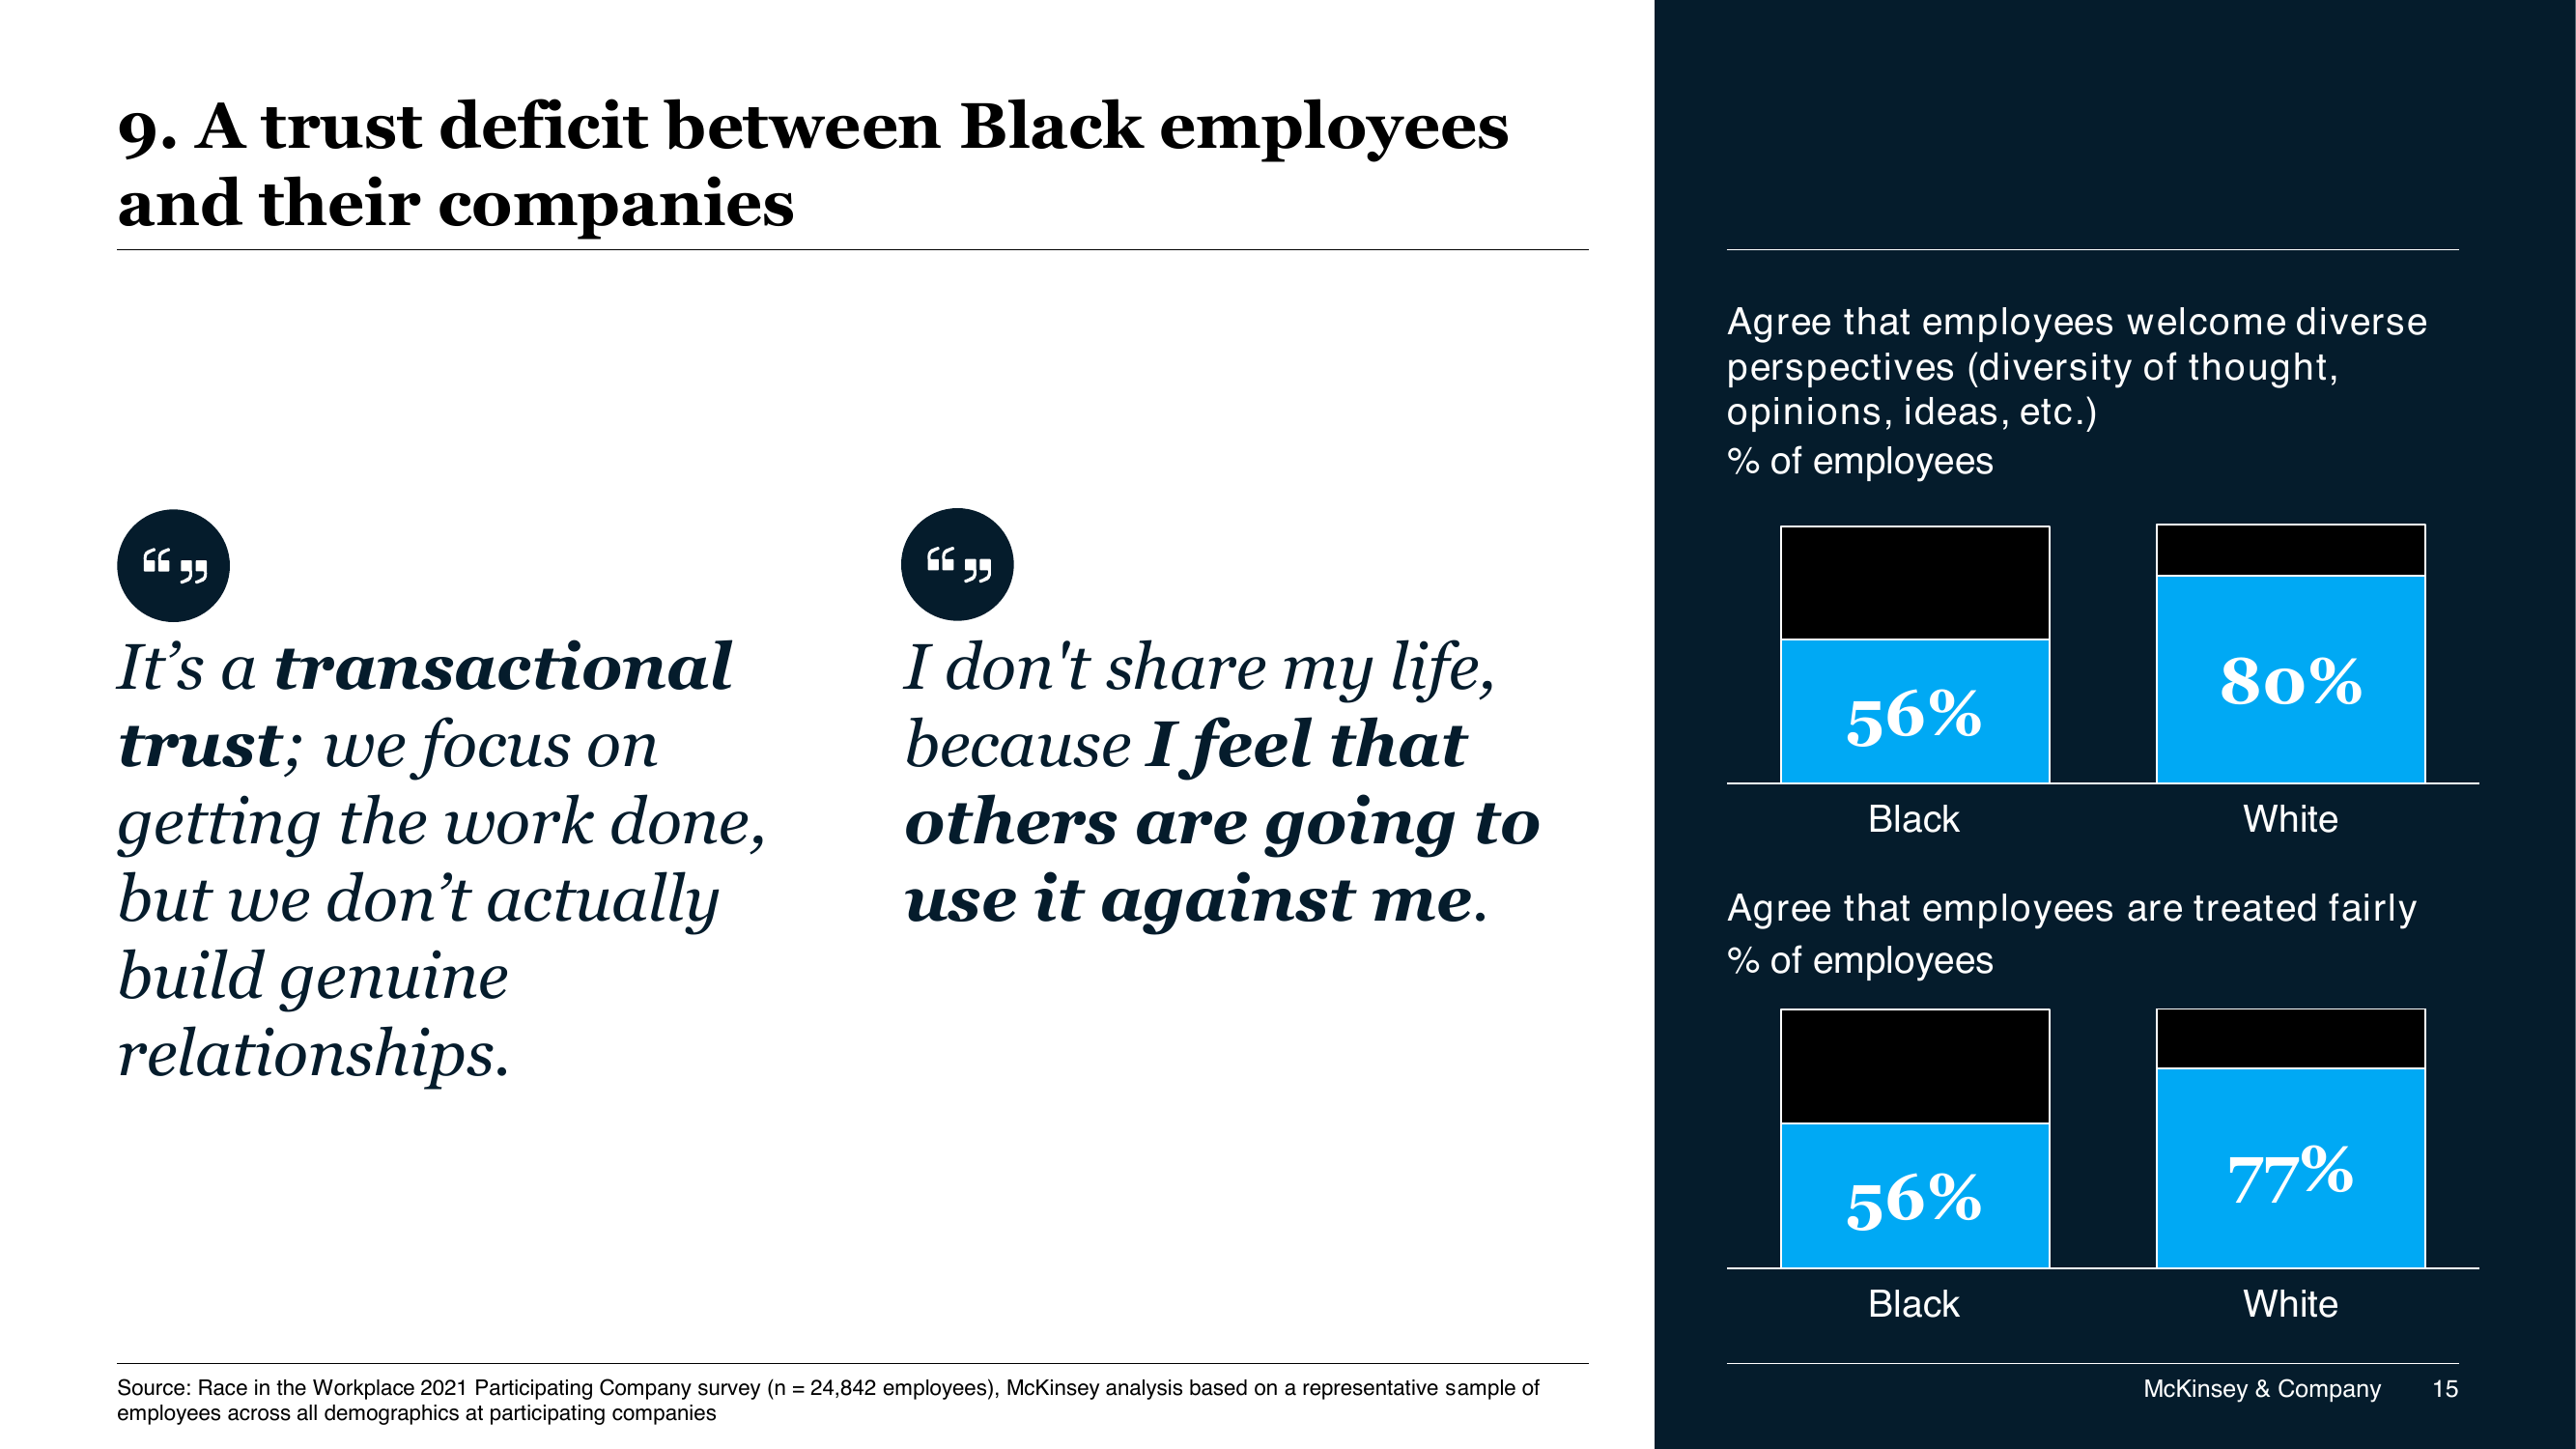 9. A trust deficit between Black employees
and their companies
“ ”
It’s a transactional
trust; we focus on
getting the work done,
but we don’t actually
build genuine
relationships.
“ ”
I don't share my life,
because I feel that
others are going to
use it against me.
Agree that employees welcome diverse
perspectives (diversity of thought,
opinions, ideas, etc.)
% of employees
56%
80%
Black
White
Agree that employees are treated fairly
% of employees
56%
77%
Black
White
Source: Race in the Workplace 2021 Participating Company survey (n = 24,842 employees), McKinsey analysis based on a representative sample of
employees across all demographics at participating companies
McKinsey & Company 15